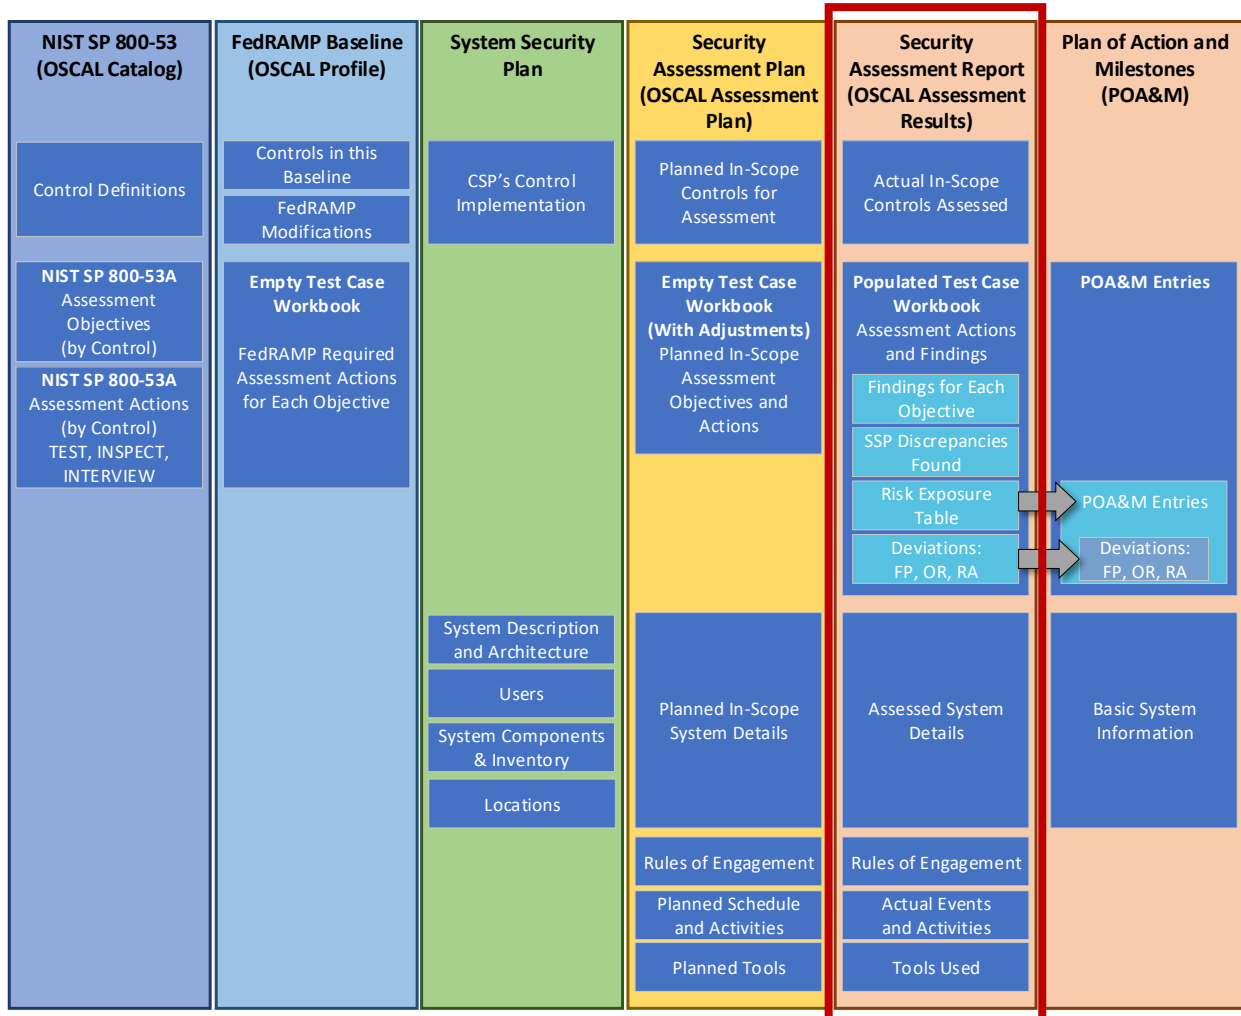 NIST SP 800-53
(OSCAL Catalog)
Control Definitions
NIST SP 800-53A
Assessment
Objectives
(by Control)
NIST SP 800-53A
Assessment Actions
(by Control)
TEST, INSPECT,
INTERVIEW
FedRAMP Baseline
(OSCAL Profile)
Controls in this
Baseline
FedRAMP
Modifications
Empty Test Case
Workbook
FedRAMP Required
Assessment Actions
for Each Objective
System Security
Plan
CSP's Control
Implementation
System Description
and Architecture
Users
System Components
& Inventory
Locations
Security
Assessment Plan
(OSCAL Assessment
Plan)
Planned In-Scope
Controls for
Assessment
Empty Test Case
Workbook
(With Adjustments)
Planned In-Scope
Assessment
Objectives and
Actions
Planned In-Scope
System Details
Rules of Engagement
Planned Schedule
and Activities
Planned Tools
Security
Assessment Report
(OSCAL Assessment
Results)
Actual In-Scope
Controls Assessed
Populated Test Case
Workbook
Assessment Actions
and Findings
Findings for Each
Objective
SSP Discrepancies
Found
Risk Exposure
Table
Deviations:
FP, OR, RA
Assessed System
Details
Rules of Engagement
Actual Events
and Activities
Tools Used
Plan of Action and
Milestones
(POA&M)
POA&M Entries
POA&M Entries
Deviations:
FP, OR, RA
Basic System
Information